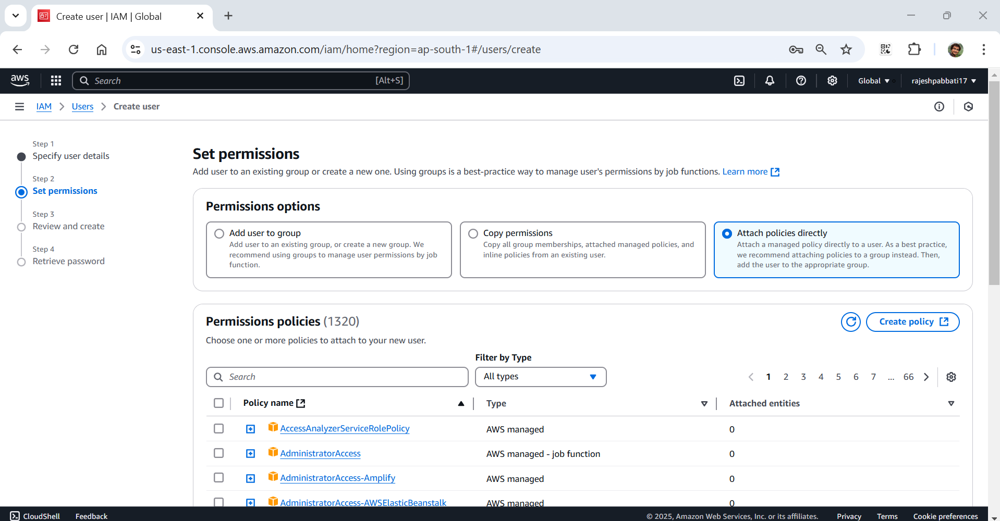 Create user | IAM | Global
us-east-1.console.aws.amazon.com/iam/home?region=ap-south-1#/users/create
aws
Search
[Alt+S]
Global
rajeshpabbati17
IAM
Users
Create user
Step 1
Specify user details
Step 2
Set permissions
Step 3
Review and create
Step 4
Retrieve password
Set permissions
Add user to an existing group or create a new one. Using groups is a best-practice way to manage user's permissions by job functions. Learn more
Permissions options
Add user to group
Add user to an existing group, or create a new group. We
recommend using groups to manage user permissions by job
function.
Copy permissions
Copy all group memberships, attached managed policies, and
inline policies from an existing user.
Attach policies directly
Attach a managed policy directly to a user. As a best practice,
we recommend attaching policies to a group instead. Then,
add the user to the appropriate group.
Permissions policies (1320)
Create policy
Choose one or more policies to attach to your new user.
Filter by Type
Search
All types
1 2 3 4 5 6 7 ... 66
Policy name Type Attached entities
AccessAnalyzerServiceRolePolicy AWS managed 0
AdministratorAccess AWS managed - job function 0
AdministratorAccess-Amplify AWS managed 0
AdministratorAccess-AWSElasticBeanstalk AWS managed 0
CloudShell Feedback © 2025, Amazon Web Services, Inc. or its affiliates. Privacy Terms Cookie preferences